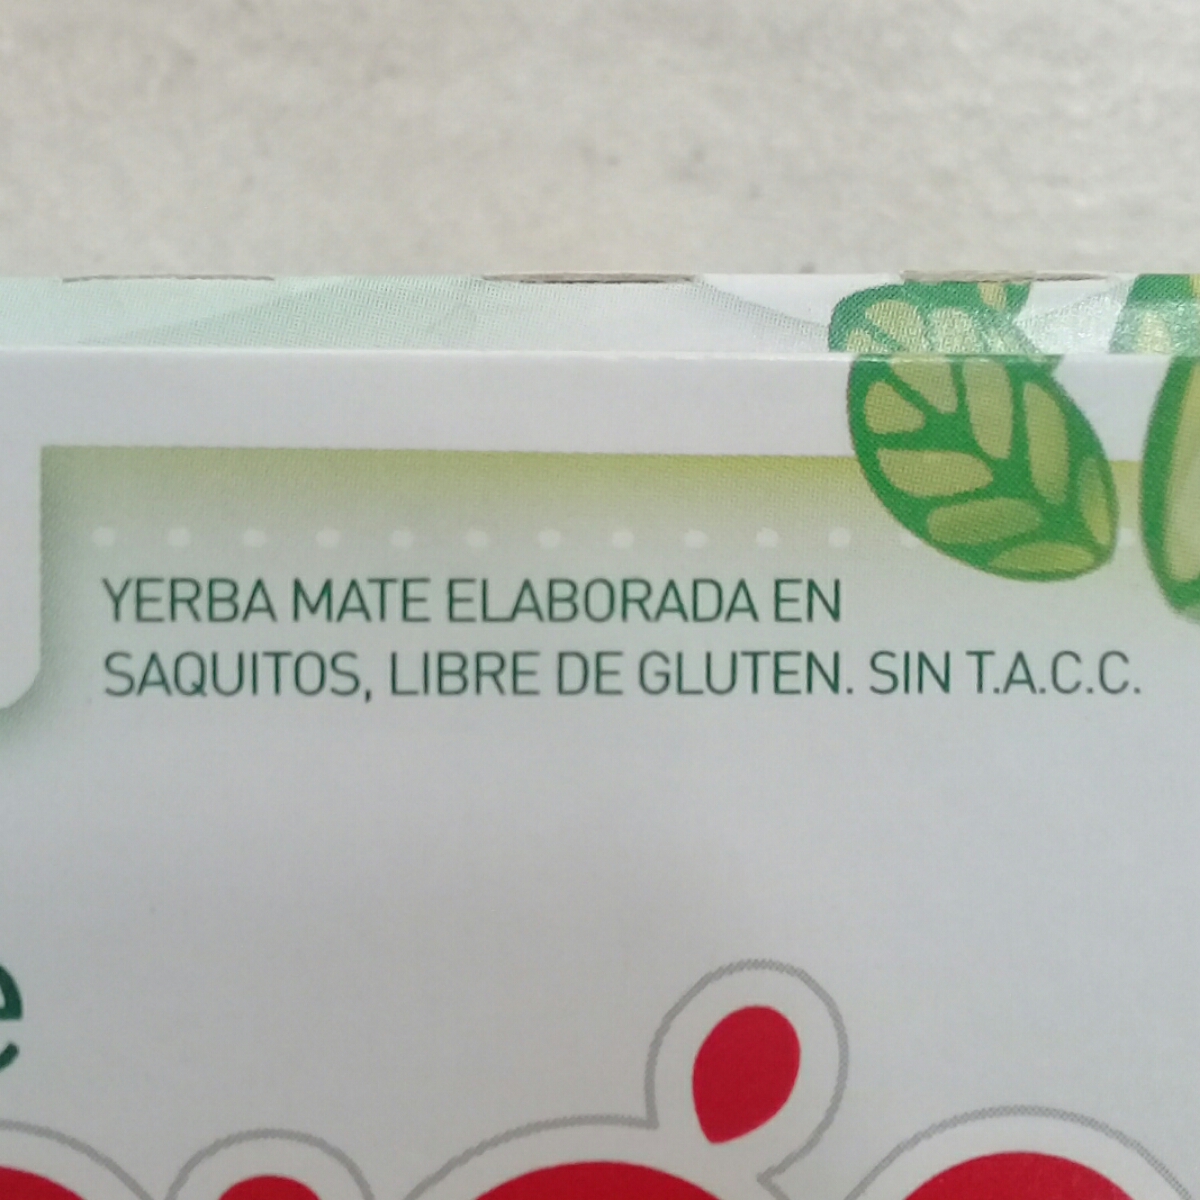 YERBA MATE ELABORADA EN
SAQUITOS, LIBRE DE GLUTEN. SIN T.A.C.C.